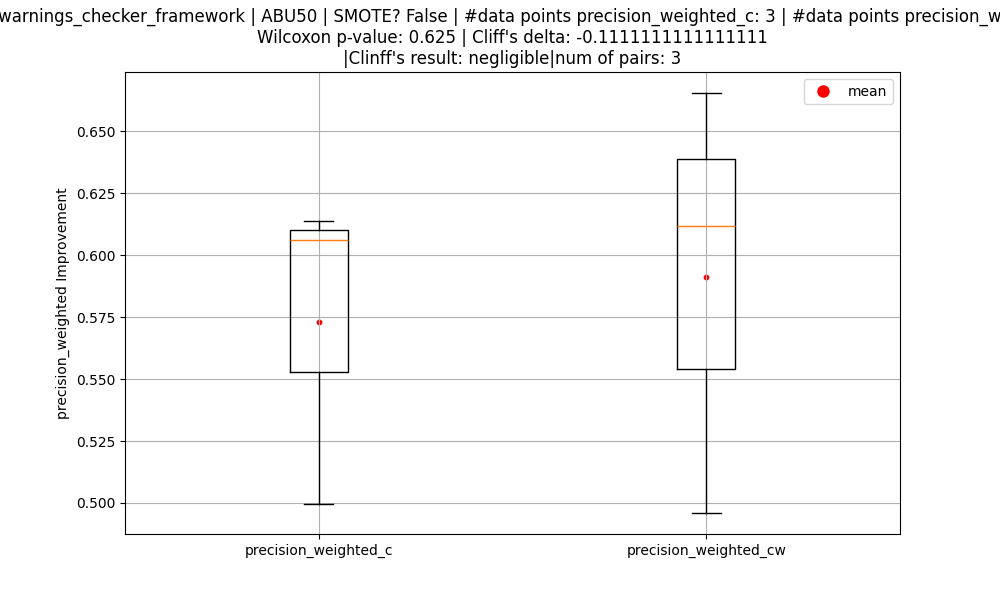 warnings_checker_framework | ABU50 | SMOTE? False | #data points precision_weighted_c: 3 | #data points precision_w
Wilcoxon p-value: 0.625 | Cliff's delta: -0.1111111111111111
|Clinff's result: negligible|num of pairs: 3
mean
0.650
0.625
0.600
0.575
0.550
0.525
0.500
precision_weighted Improvement
precision_weighted_c
precision_weighted_cw